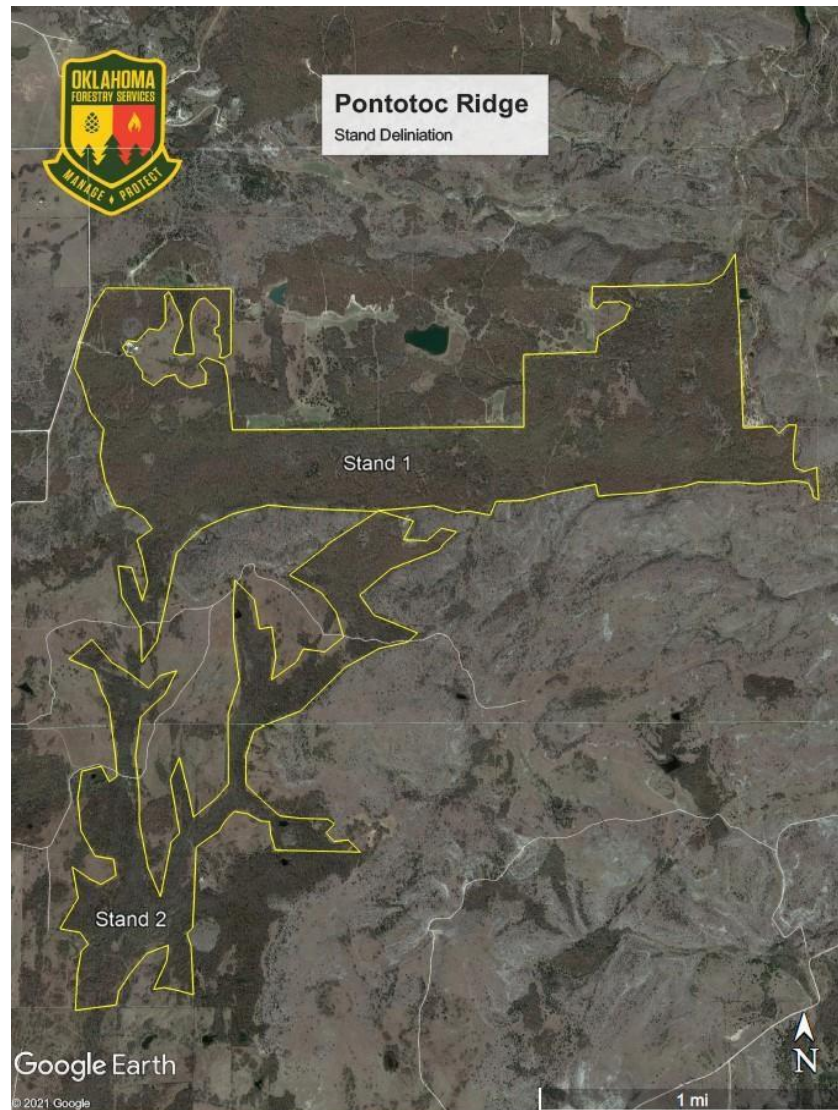 OKLAHOMA
FORESTRY SERVICES
MANAGE ♦ PROTECT
Pontotoc Ridge
Stand Deliniation
Stand 1
Stand 2
N
Google Earth
© 2021 Google
1 mi